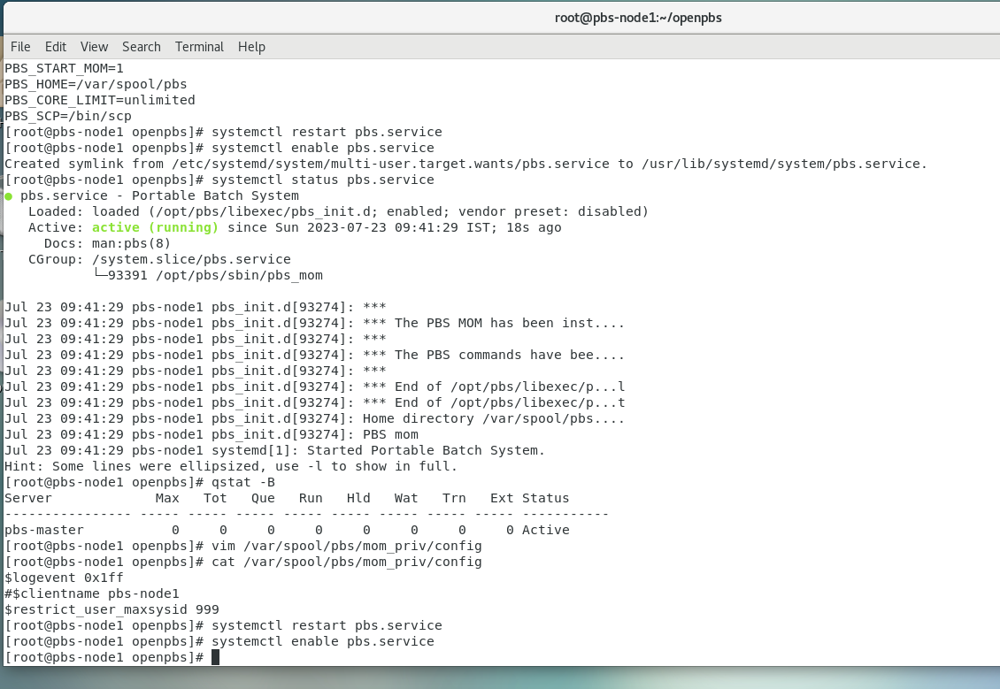 root@pbs-node1:~/openpbs
File Edit View Search Terminal Help
PBS_START_MOM=1
PBS_HOME=/var/spool/pbs
PBS_CORE_LIMIT=unlimited
PBS_SCP=/bin/scp
[root@pbs-node1 openpbs]# systemctl restart pbs.service
[root@pbs-node1 openpbs]# systemctl enable pbs.service
Created symlink from /etc/systemd/system/multi-user.target.wants/pbs.service to /usr/lib/systemd/system/pbs.service.
[root@pbs-node1 openpbs]# systemctl status pbs.service
● pbs.service - Portable Batch System
   Loaded: loaded (/opt/pbs/libexec/pbs_init.d; enabled; vendor preset: disabled)
   Active: active (running) since Sun 2023-07-23 09:41:29 IST; 18s ago
     Docs: man:pbs(8)
   CGroup: /system.slice/pbs.service
           └─93391 /opt/pbs/sbin/pbs_mom
Jul 23 09:41:29 pbs-node1 pbs_init.d[93274]: ***
Jul 23 09:41:29 pbs-node1 pbs_init.d[93274]: *** The PBS MOM has been inst....
Jul 23 09:41:29 pbs-node1 pbs_init.d[93274]: ***
Jul 23 09:41:29 pbs-node1 pbs_init.d[93274]: *** The PBS commands have bee....
Jul 23 09:41:29 pbs-node1 pbs_init.d[93274]: ***
Jul 23 09:41:29 pbs-node1 pbs_init.d[93274]: *** End of /opt/pbs/libexec/p...l
Jul 23 09:41:29 pbs-node1 pbs_init.d[93274]: *** End of /opt/pbs/libexec/p...t
Jul 23 09:41:29 pbs-node1 pbs_init.d[93274]: Home directory /var/spool/pbs....
Jul 23 09:41:29 pbs-node1 pbs_init.d[93274]: PBS mom
Jul 23 09:41:29 pbs-node1 systemd[1]: Started Portable Batch System.
Hint: Some lines were ellipsized, use -l to show in full.
[root@pbs-node1 openpbs]# qstat -B
Server             Max   Tot   Que   Run   Hld   Wat   Trn   Ext Status
---------------- ----- ----- ----- ----- ----- ----- ----- ----- -----------
pbs-master           0     0     0     0     0     0     0     0 Active
[root@pbs-node1 openpbs]# vim /var/spool/pbs/mom_priv/config
[root@pbs-node1 openpbs]# cat /var/spool/pbs/mom_priv/config
$logevent 0x1ff
#$clientname pbs-node1
$restrict_user_maxsysid 999
[root@pbs-node1 openpbs]# systemctl restart pbs.service
[root@pbs-node1 openpbs]# systemctl enable pbs.service
[root@pbs-node1 openpbs]#